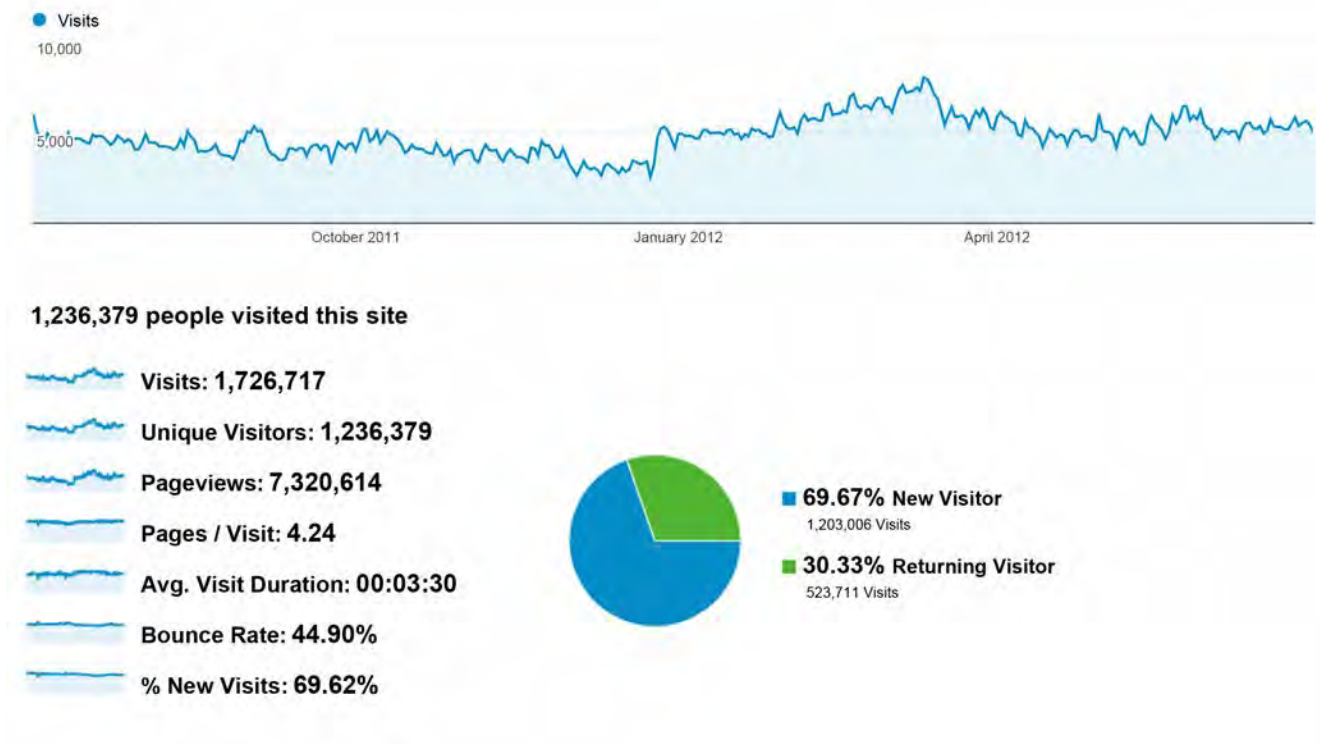 Visits
10,000
5,000
October 2011 January 2012 April 2012
1,236,379 people visited this site
Visits: 1,726,717
Unique Visitors: 1,236,379
Pageviews: 7,320,614
Pages / Visit: 4.24
Avg. Visit Duration: 00:03:30
Bounce Rate: 44.90%
% New Visits: 69.62%
69.67% New Visitor
1,203,006 Visits
30.33% Returning Visitor
523,711 Visits